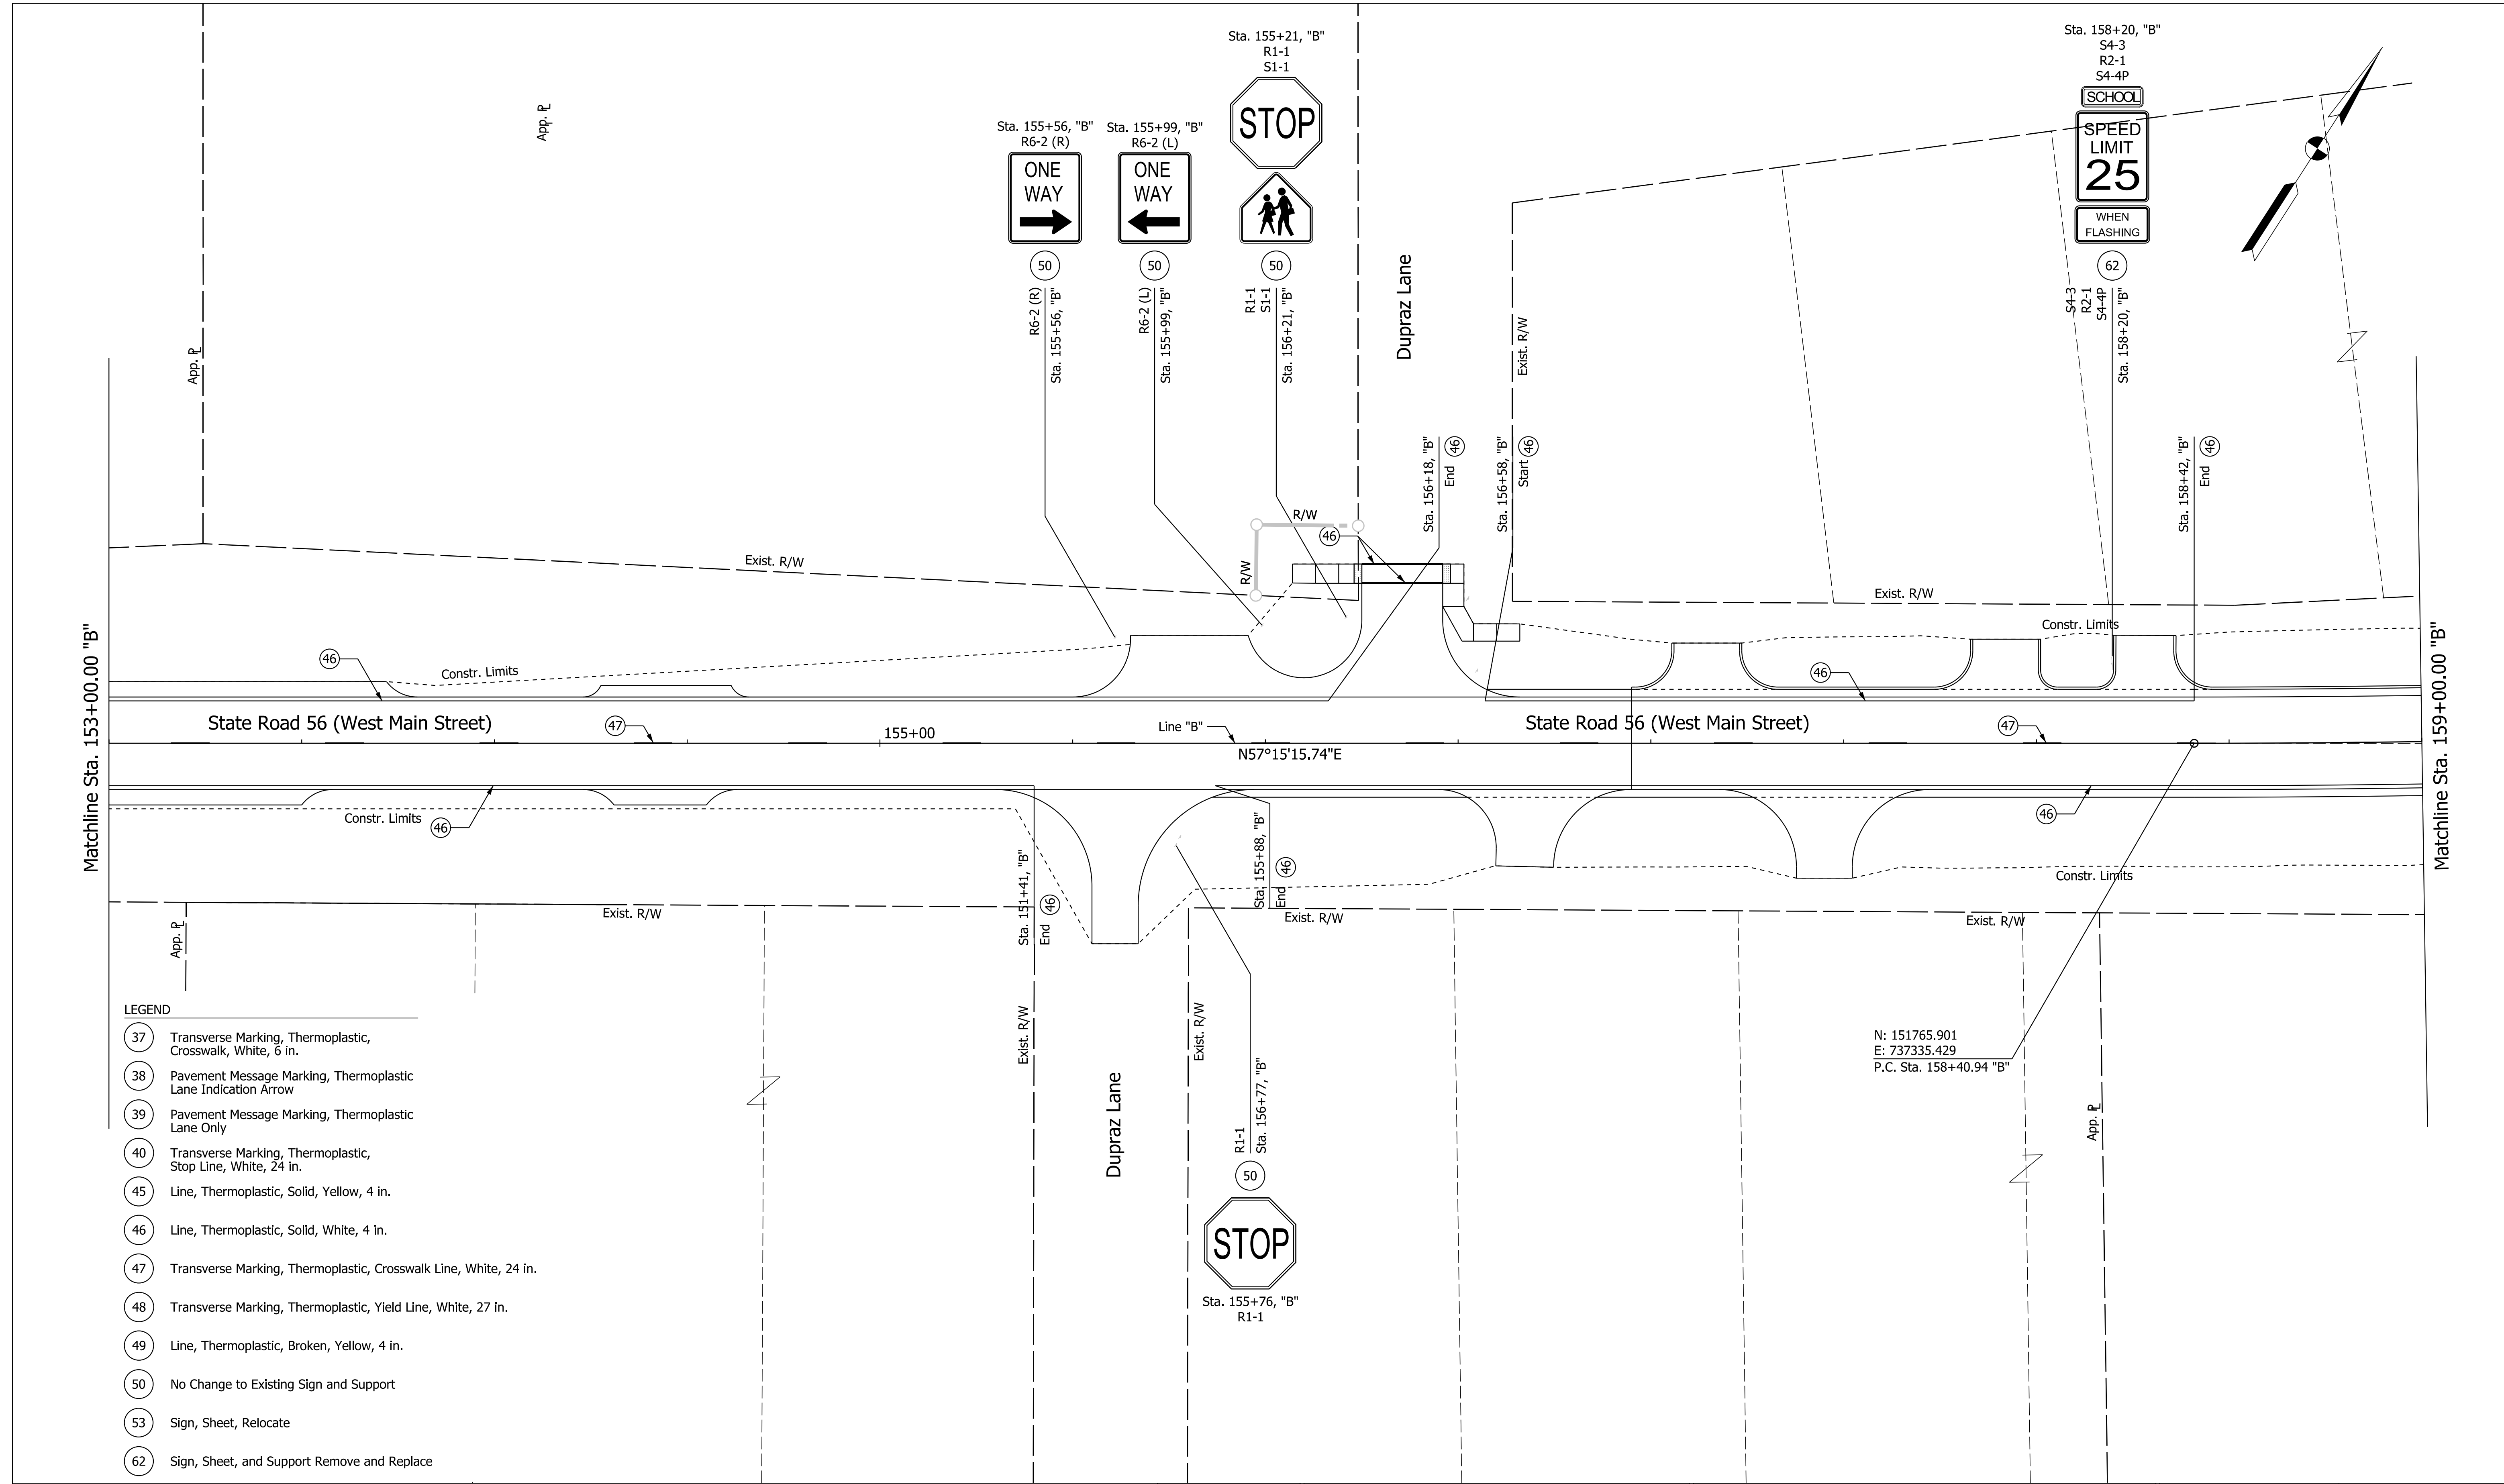 Sta. 155+21, "B"
R1-1
S1-1
STOP
Sta. 158+20, "B"
S4-3
R2-1
S4-4P
SCHOOL
SPEED
LIMIT
25
WHEN
FLASHING
62
App. PL
Sta. 155+56, "B"
R6-2 (R)
ONE
WAY
50
Sta. 155+99, "B"
R6-2 (L)
ONE
WAY
50
50
R6-2 (R)
Sta. 155+56, "B"
R6-2 (L)
Sta. 155+99, "B"
R1-1
S1-1
Sta. 156+21, "B"
Dupraz Lane
Exist. R/W
S4-3
R2-1
S4-4P
Sta. 158+20, "B"
App. PL
Sta. 156+18, "B"
End 46
Sta. 156+58, "B"
Start 46
Sta. 158+42, "B"
End 46
R/W
46
R/W
Exist. R/W
Exist. R/W
Constr. Limits
46
Constr. Limits
46
Matchline Sta. 153+00.00 "B"
State Road 56 (West Main Street)
47
155+00
Line "B"
N57°15'15.74"E
State Road 56 (West Main Street)
47
Matchline Sta. 159+00.00 "B"
Constr. Limits
46
46
Sta. 151+41, "B"
End 46
Sta. 155+88, "B"
End 46
Constr. Limits
Exist. R/W
Exist. R/W
Exist. R/W
App. PL
Exist. R/W
Exist. R/W
Dupraz Lane
R1-1
Sta. 156+77, "B"
50
STOP
Sta. 155+76, "B"
R1-1
N: 151765.901
E: 737335.429
P.C. Sta. 158+40.94 "B"
App. PL
LEGEND
37 Transverse Marking, Thermoplastic,
Crosswalk, White, 6 in.
38 Pavement Message Marking, Thermoplastic
Lane Indication Arrow
39 Pavement Message Marking, Thermoplastic
Lane Only
40 Transverse Marking, Thermoplastic,
Stop Line, White, 24 in.
45 Line, Thermoplastic, Solid, Yellow, 4 in.
46 Line, Thermoplastic, Solid, White, 4 in.
47 Transverse Marking, Thermoplastic, Crosswalk Line, White, 24 in.
48 Transverse Marking, Thermoplastic, Yield Line, White, 27 in.
49 Line, Thermoplastic, Broken, Yellow, 4 in.
50 No Change to Existing Sign and Support
53 Sign, Sheet, Relocate
62 Sign, Sheet, and Support Remove and Replace